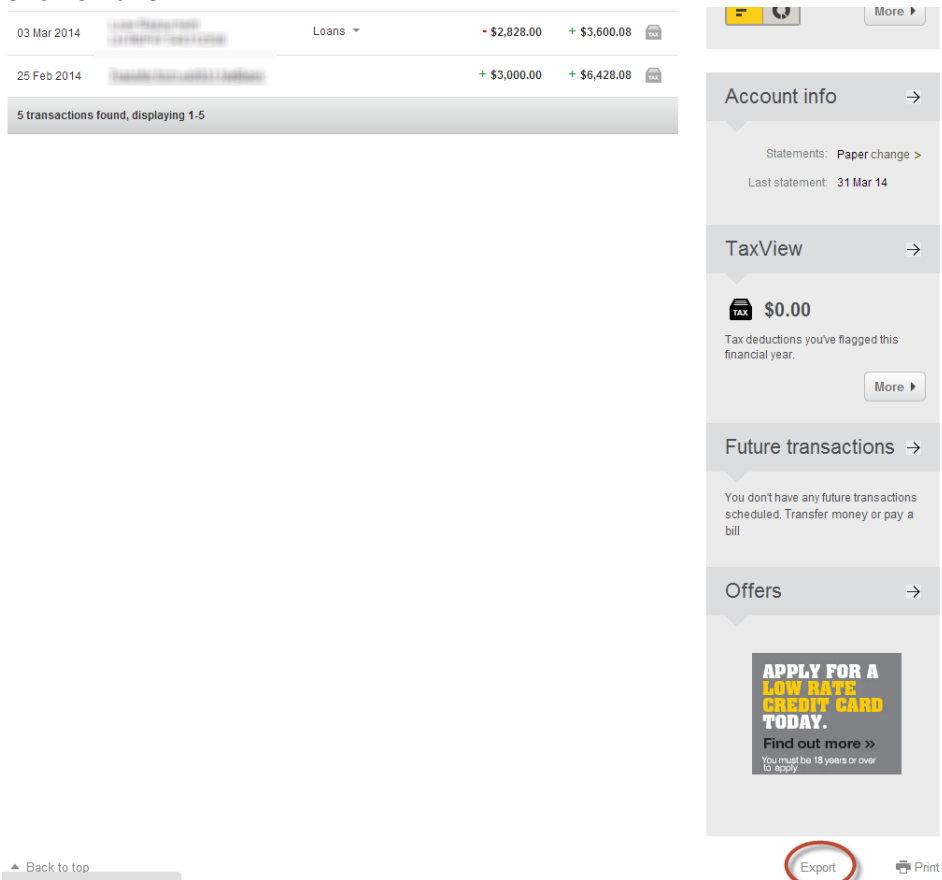 More
03 Mar 2014 Loans - $2,828.00 + $3,600.08 TAX
25 Feb 2014 + $3,000.00 + $6,428.08 TAX
5 transactions found, displaying 1-5
Account info
Statements: Paper change >
Last statement: 31 Mar 14
TaxView
TAX $0.00
Tax deductions you've flagged this
financial year.
More
Future transactions
You don't have any future transactions
scheduled. Transfer money or pay a
bill
Offers
APPLY FOR A
LOW RATE
CREDIT CARD
TODAY.
Find out more »
You must be 18 years or over
to apply.
Back to top
Export
Print